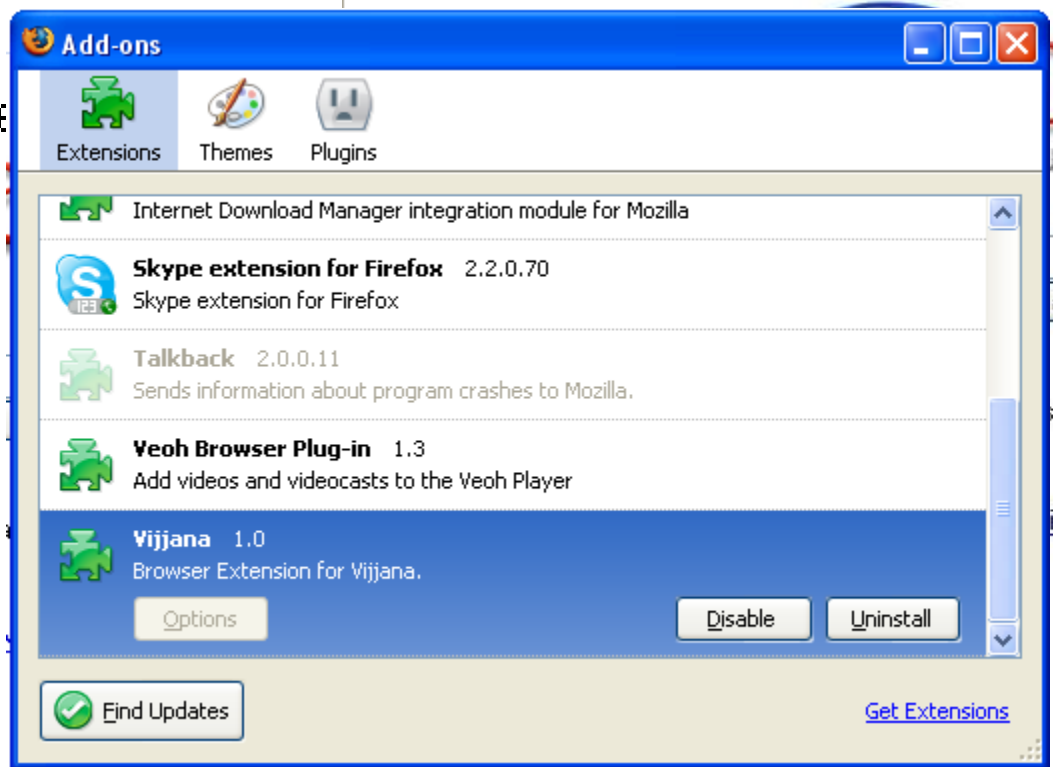 Add-ons
Extensions Themes Plugins
Internet Download Manager integration module for Mozilla
Skype extension for Firefox 2.2.0.70
Skype extension for Firefox
Talkback 2.0.0.11
Sends information about program crashes to Mozilla.
Veoh Browser Plug-in 1.3
Add videos and videocasts to the Veoh Player
Vijjana 1.0
Browser Extension for Vijjana.
Options Disable Uninstall
Find Updates Get Extensions